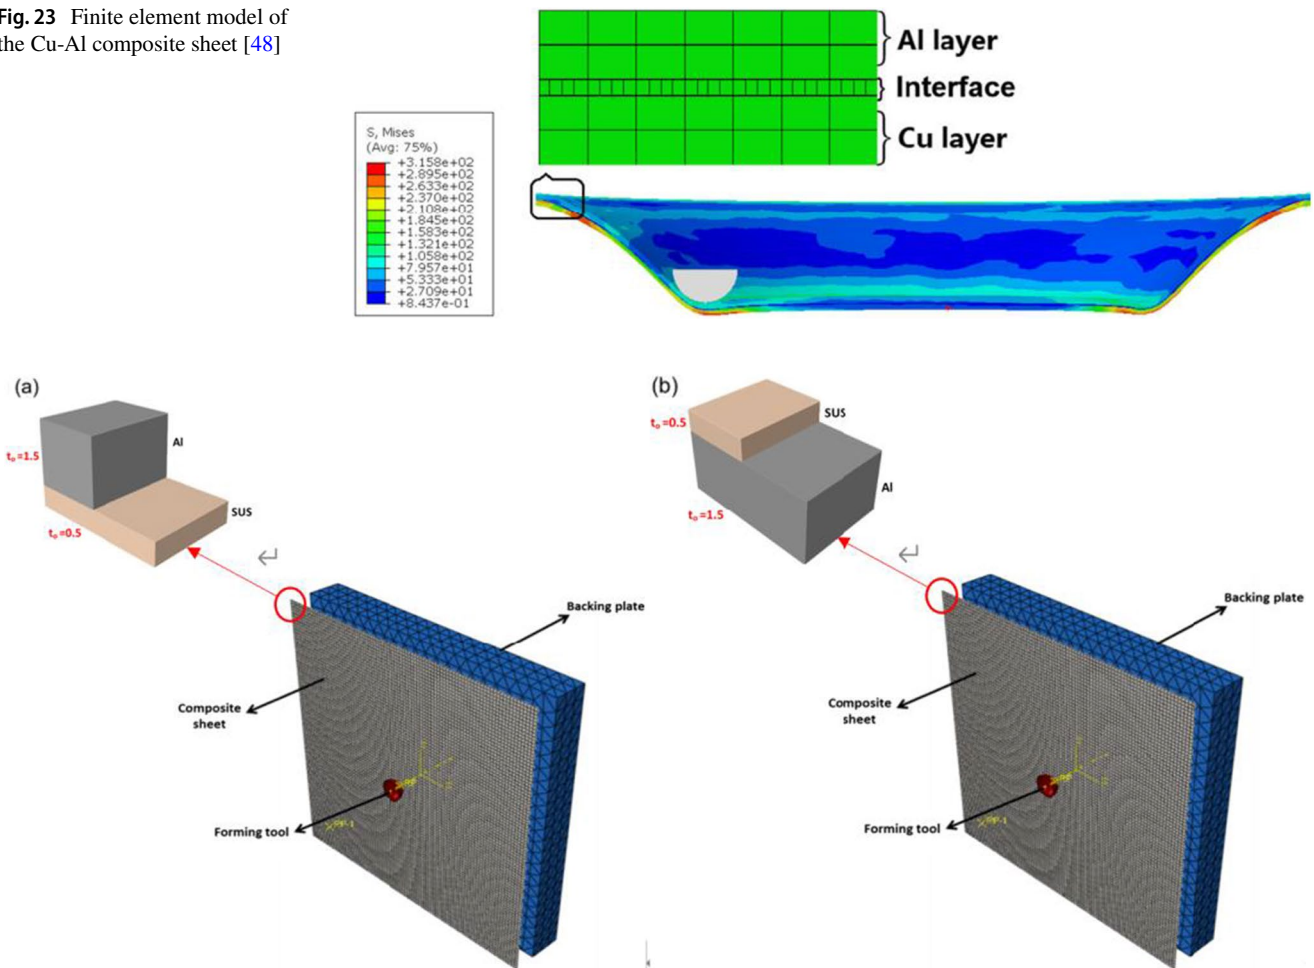 Fig. 23 Finite element model of
the Cu-Al composite sheet [48]
Al layer
Interface
Cu layer
S, Mises
(Avg: 75%)
+3.158e+02
+2.895e+02
+2.633e+02
+2.370e+02
+2.108e+02
+1.845e+02
+1.583e+02
+1.321e+02
+1.058e+02
+7.957e+01
+5.333e+01
+2.709e+01
+8.437e-01
(a)
Al
t₀=1.5
SUS
t₀=0.5
Backing plate
Composite
sheet
Forming tool
(b)
SUS
t₀=0.5
Al
t₀=1.5
Backing plate
Composite
sheet
Forming tool